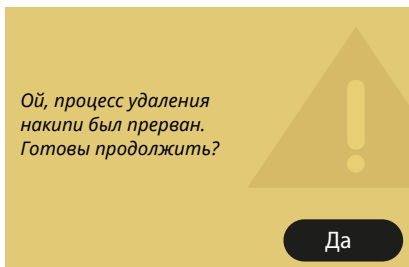 Ой, процесс удаления
накипи был прерван.
Готовы продолжить?
Да